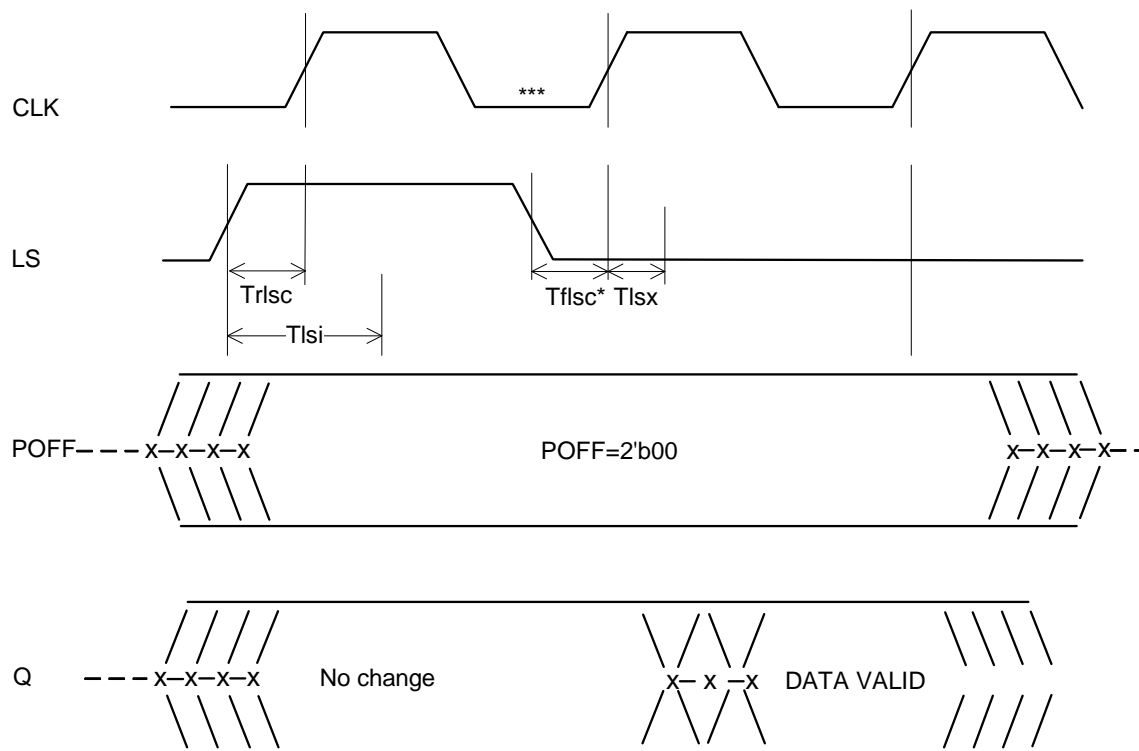 CLK
***
LS
Trlsc
Tflsc* Tlsx
Tlsi
POFF x x x x POFF=2'b00 x x x x
Q x x x x No change x x x DATA VALID